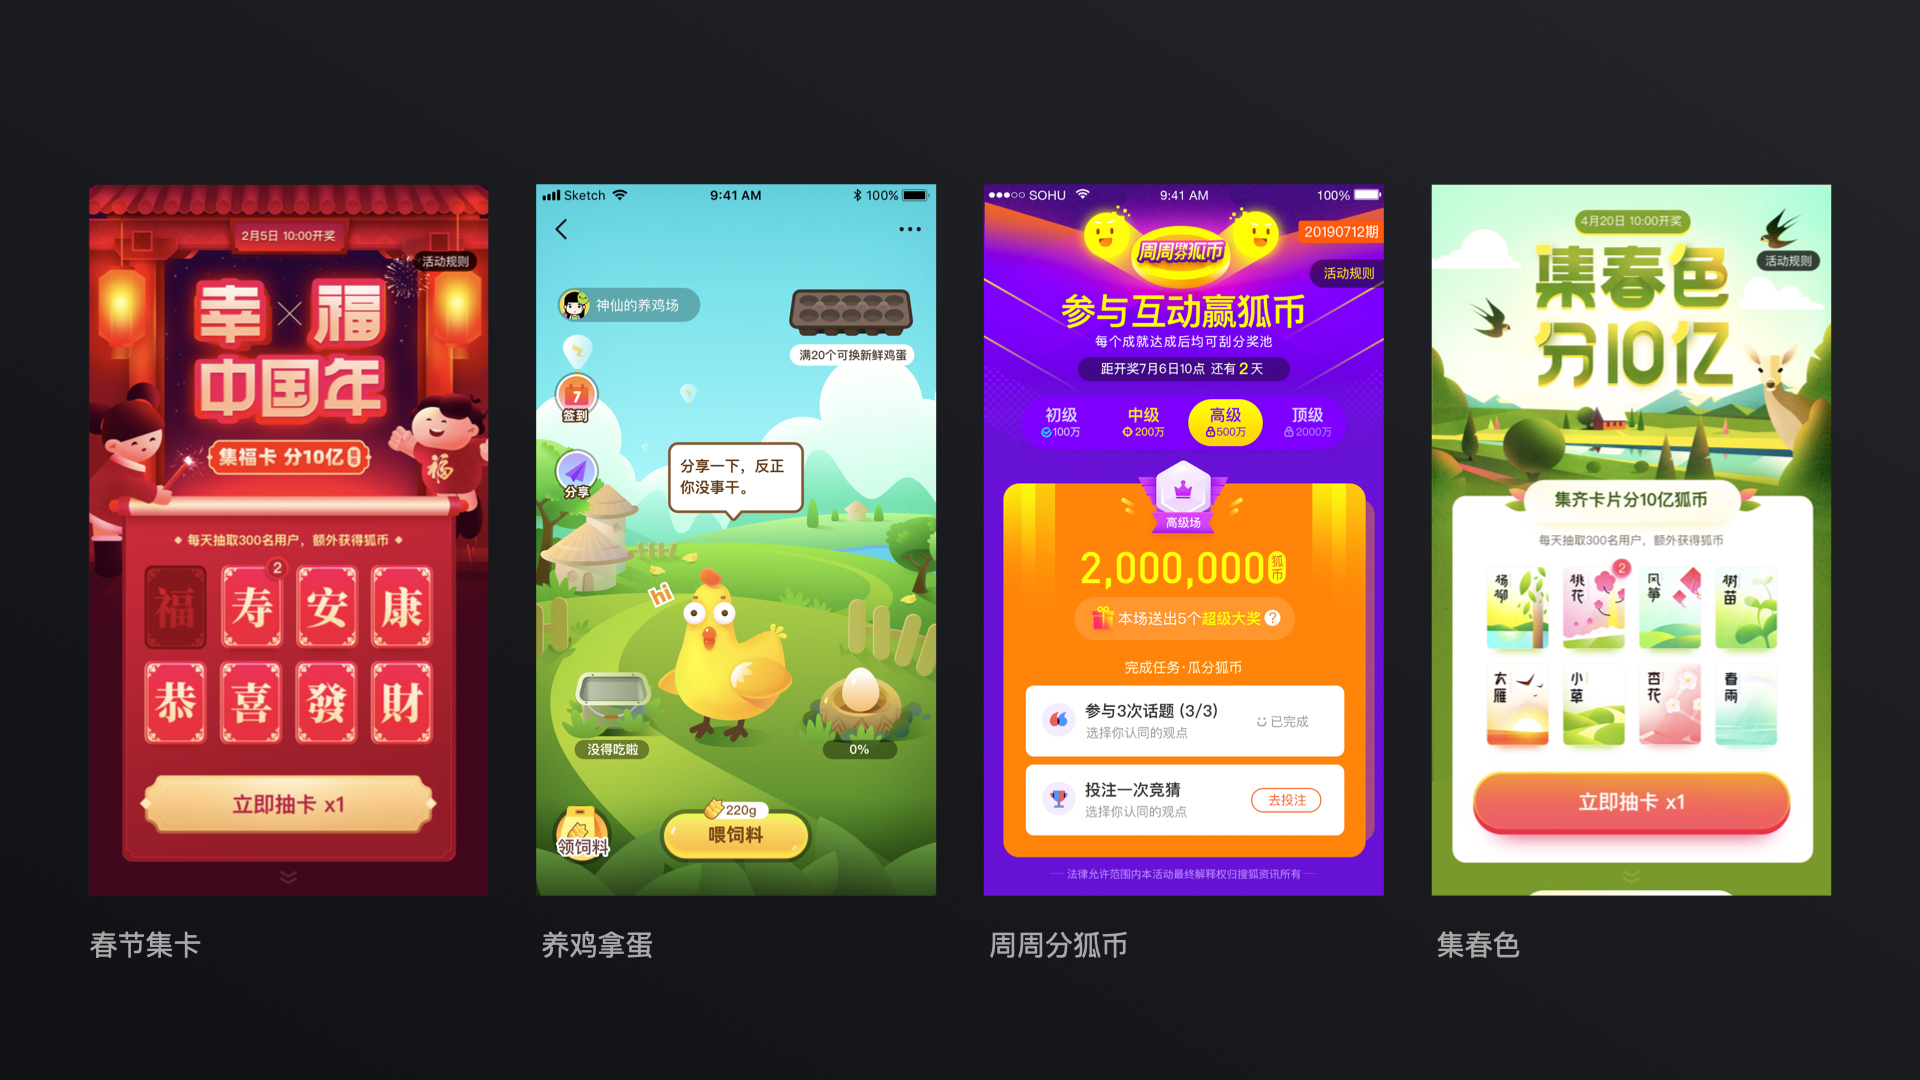 2月5日 10:00开奖
活动规则
幸×福
中国年
集福卡 分10亿
每天抽取300名用户，额外获得狐币
2
福 寿 安 康
恭 喜 發 財
立即抽卡 x1
春节集卡
Sketch 9:41 AM 100%
神仙的养鸡场
满20个可换新鲜鸡蛋
7
签到
分享
分享一下，反正
你没事干。
hi
没得吃啦
0%
220g
领饲料
喂饲料
养鸡拿蛋
SOHU 9:41 AM 100%
20190712期
周周分狐币
活动规则
参与互动赢狐币
每个成就达成后均可刮分奖池
距开奖7月6日10点 还有2天
初级 中级 高级 顶级
100万 200万 500万 2000万
高级场
2,000,000狐币
本场送出5个超级大奖?
完成任务·瓜分狐币
参与3次话题 (3/3)
选择你认同的观点
已完成
投注一次竞猜
选择你认同的观点
去投注
法律允许范围内本活动最终解释权归搜狐资讯所有
周周分狐币
4月20日 10:00开奖
活动规则
集春色
分10亿
集齐卡片分10亿狐币
每天抽取300名用户，额外获得狐币
2
杨柳 桃花 风筝 树苗
大雁 小草 杏花 春雨
立即抽卡 x1
集春色